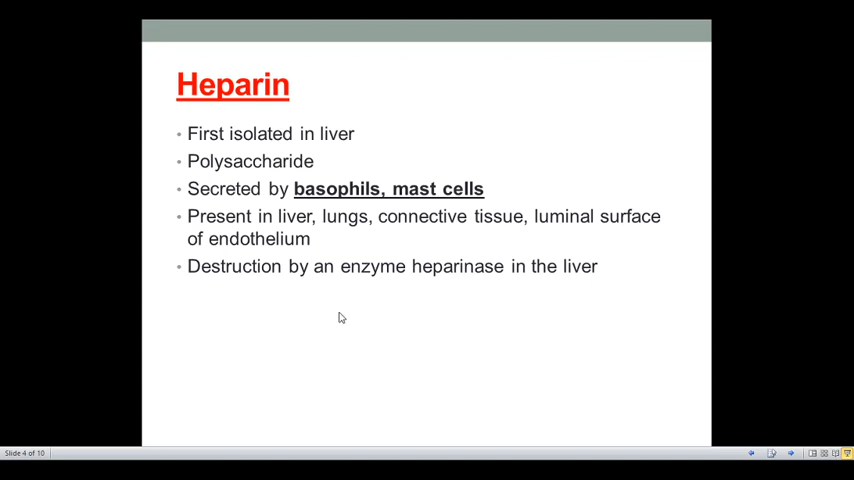 Heparin
• First isolated in liver
• Polysaccharide
• Secreted by basophils, mast cells
• Present in liver, lungs, connective tissue, luminal surface
of endothelium
• Destruction by an enzyme heparinase in the liver
Slide 4 of 10